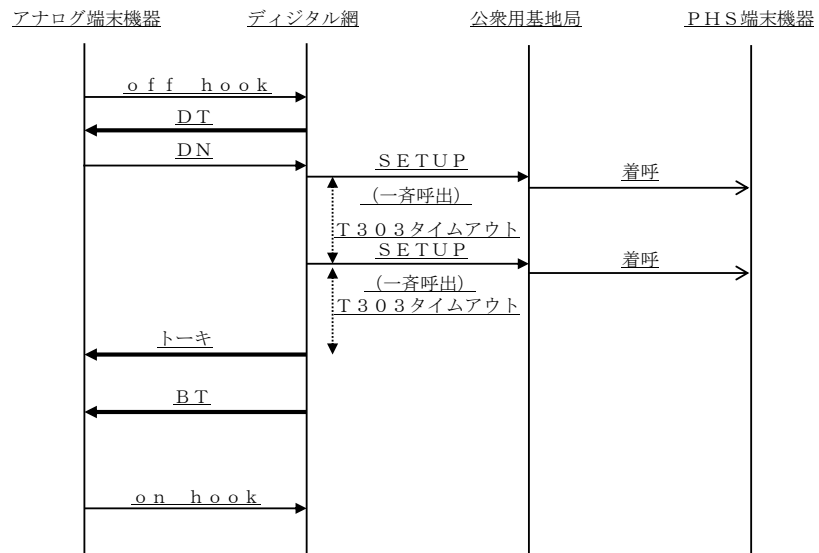 アナログ端末機器 ディジタル網 公衆用基地局 ＰＨＳ端末機器
ｏｆｆ　ｈｏｏｋ
ＤＴ
ＤＮ
ＳＥＴＵＰ
着呼
（一斉呼出）
Ｔ３０３タイムアウト
ＳＥＴＵＰ
着呼
（一斉呼出）
Ｔ３０３タイムアウト
トーキ
ＢＴ
ｏｎ　ｈｏｏｋ